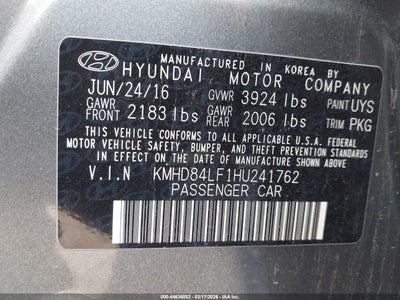 MANUFACTURED IN KOREA BY
HYUNDAI MOTOR COMPANY
JUN/24/16 GVWR 3924 lbs PAINT UYS
GAWR FRONT 2183 lbs GAWR REAR 2006 lbs TRIM PKG
THIS VEHICLE CONFORMS TO ALL APPLICABLE U.S.A. FEDERAL
MOTOR VEHICLE SAFETY, BUMPER, AND THEFT PREVENTION STANDARDS
IN EFFECT ON THE DATE OF MANUFACTURE SHOWN ABOVE.
V.I.N KMHD84LF1HU241762
PASSENGER CAR
000-44636553 - 03/17/2026 - IAA, Inc.